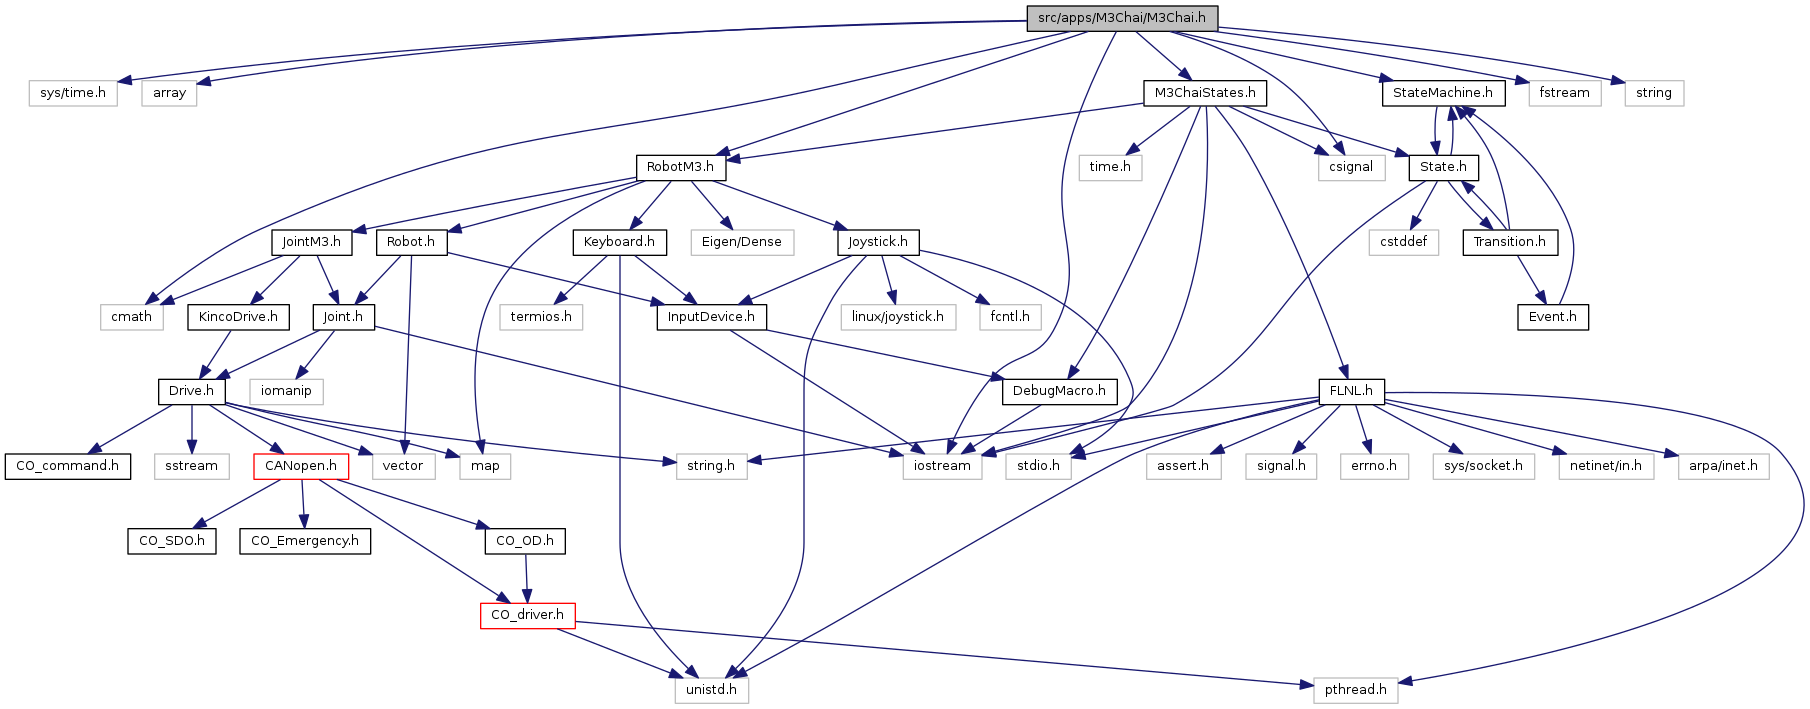 src/apps/M3Chai/M3Chai.h
sys/time.h
array
M3ChaiStates.h
StateMachine.h
fstream
string
RobotM3.h
time.h
csignal
State.h
JointM3.h
Robot.h
Keyboard.h
Eigen/Dense
Joystick.h
cstddef
Transition.h
cmath
KincoDrive.h
Joint.h
termios.h
InputDevice.h
linux/joystick.h
fcntl.h
Event.h
Drive.h
iomanip
DebugMacro.h
FLNL.h
CO_command.h
sstream
CANopen.h
vector
map
string.h
iostream
stdio.h
assert.h
signal.h
errno.h
sys/socket.h
netinet/in.h
arpa/inet.h
CO_SDO.h
CO_Emergency.h
CO_OD.h
CO_driver.h
unistd.h
pthread.h